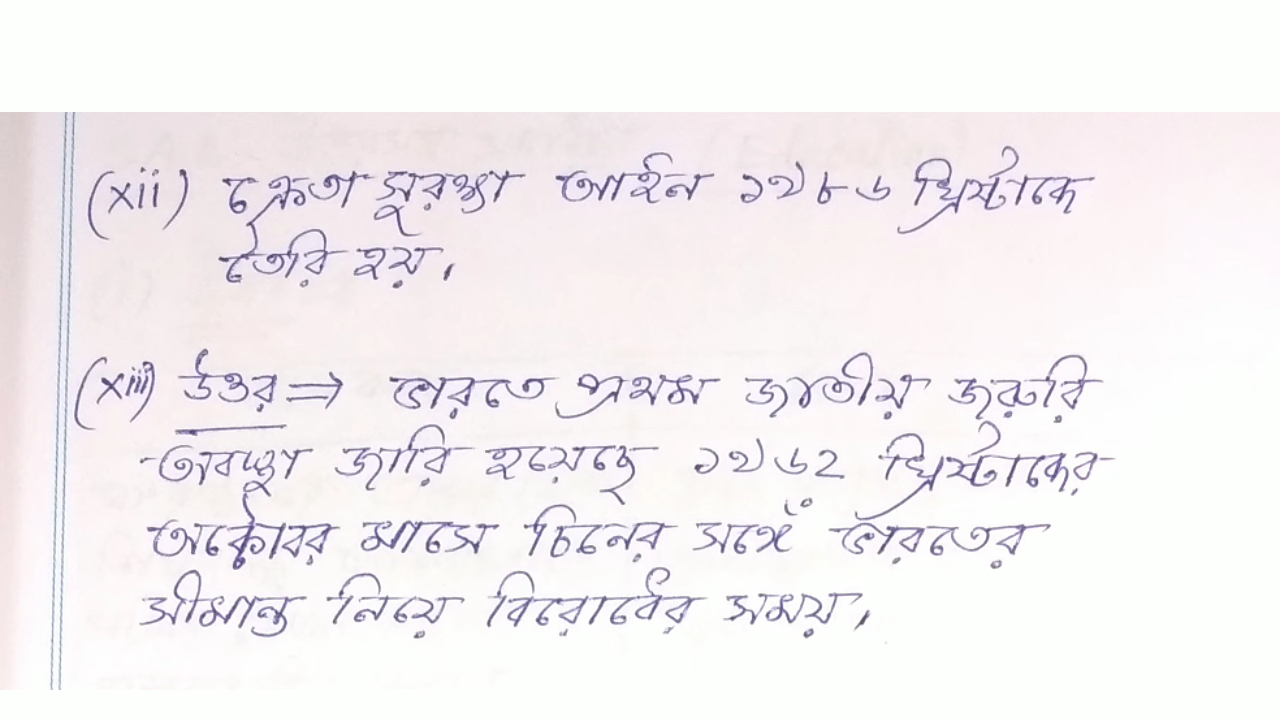 (xii) ক্রেতা সুরক্ষা আইন ১৯৮৬ খ্রিস্টাব্দে
তৈরি হয়।
(xiii) উত্তর ⇒ ভারতে প্রথম জাতীয় জরুরি
অবস্থা জারি হয়েছে ১৯৬২ খ্রিস্টাব্দের
অক্টোবর মাসে চিনের সঙ্গে ভারতের
সীমান্ত নিয়ে বিরোধের সময়।